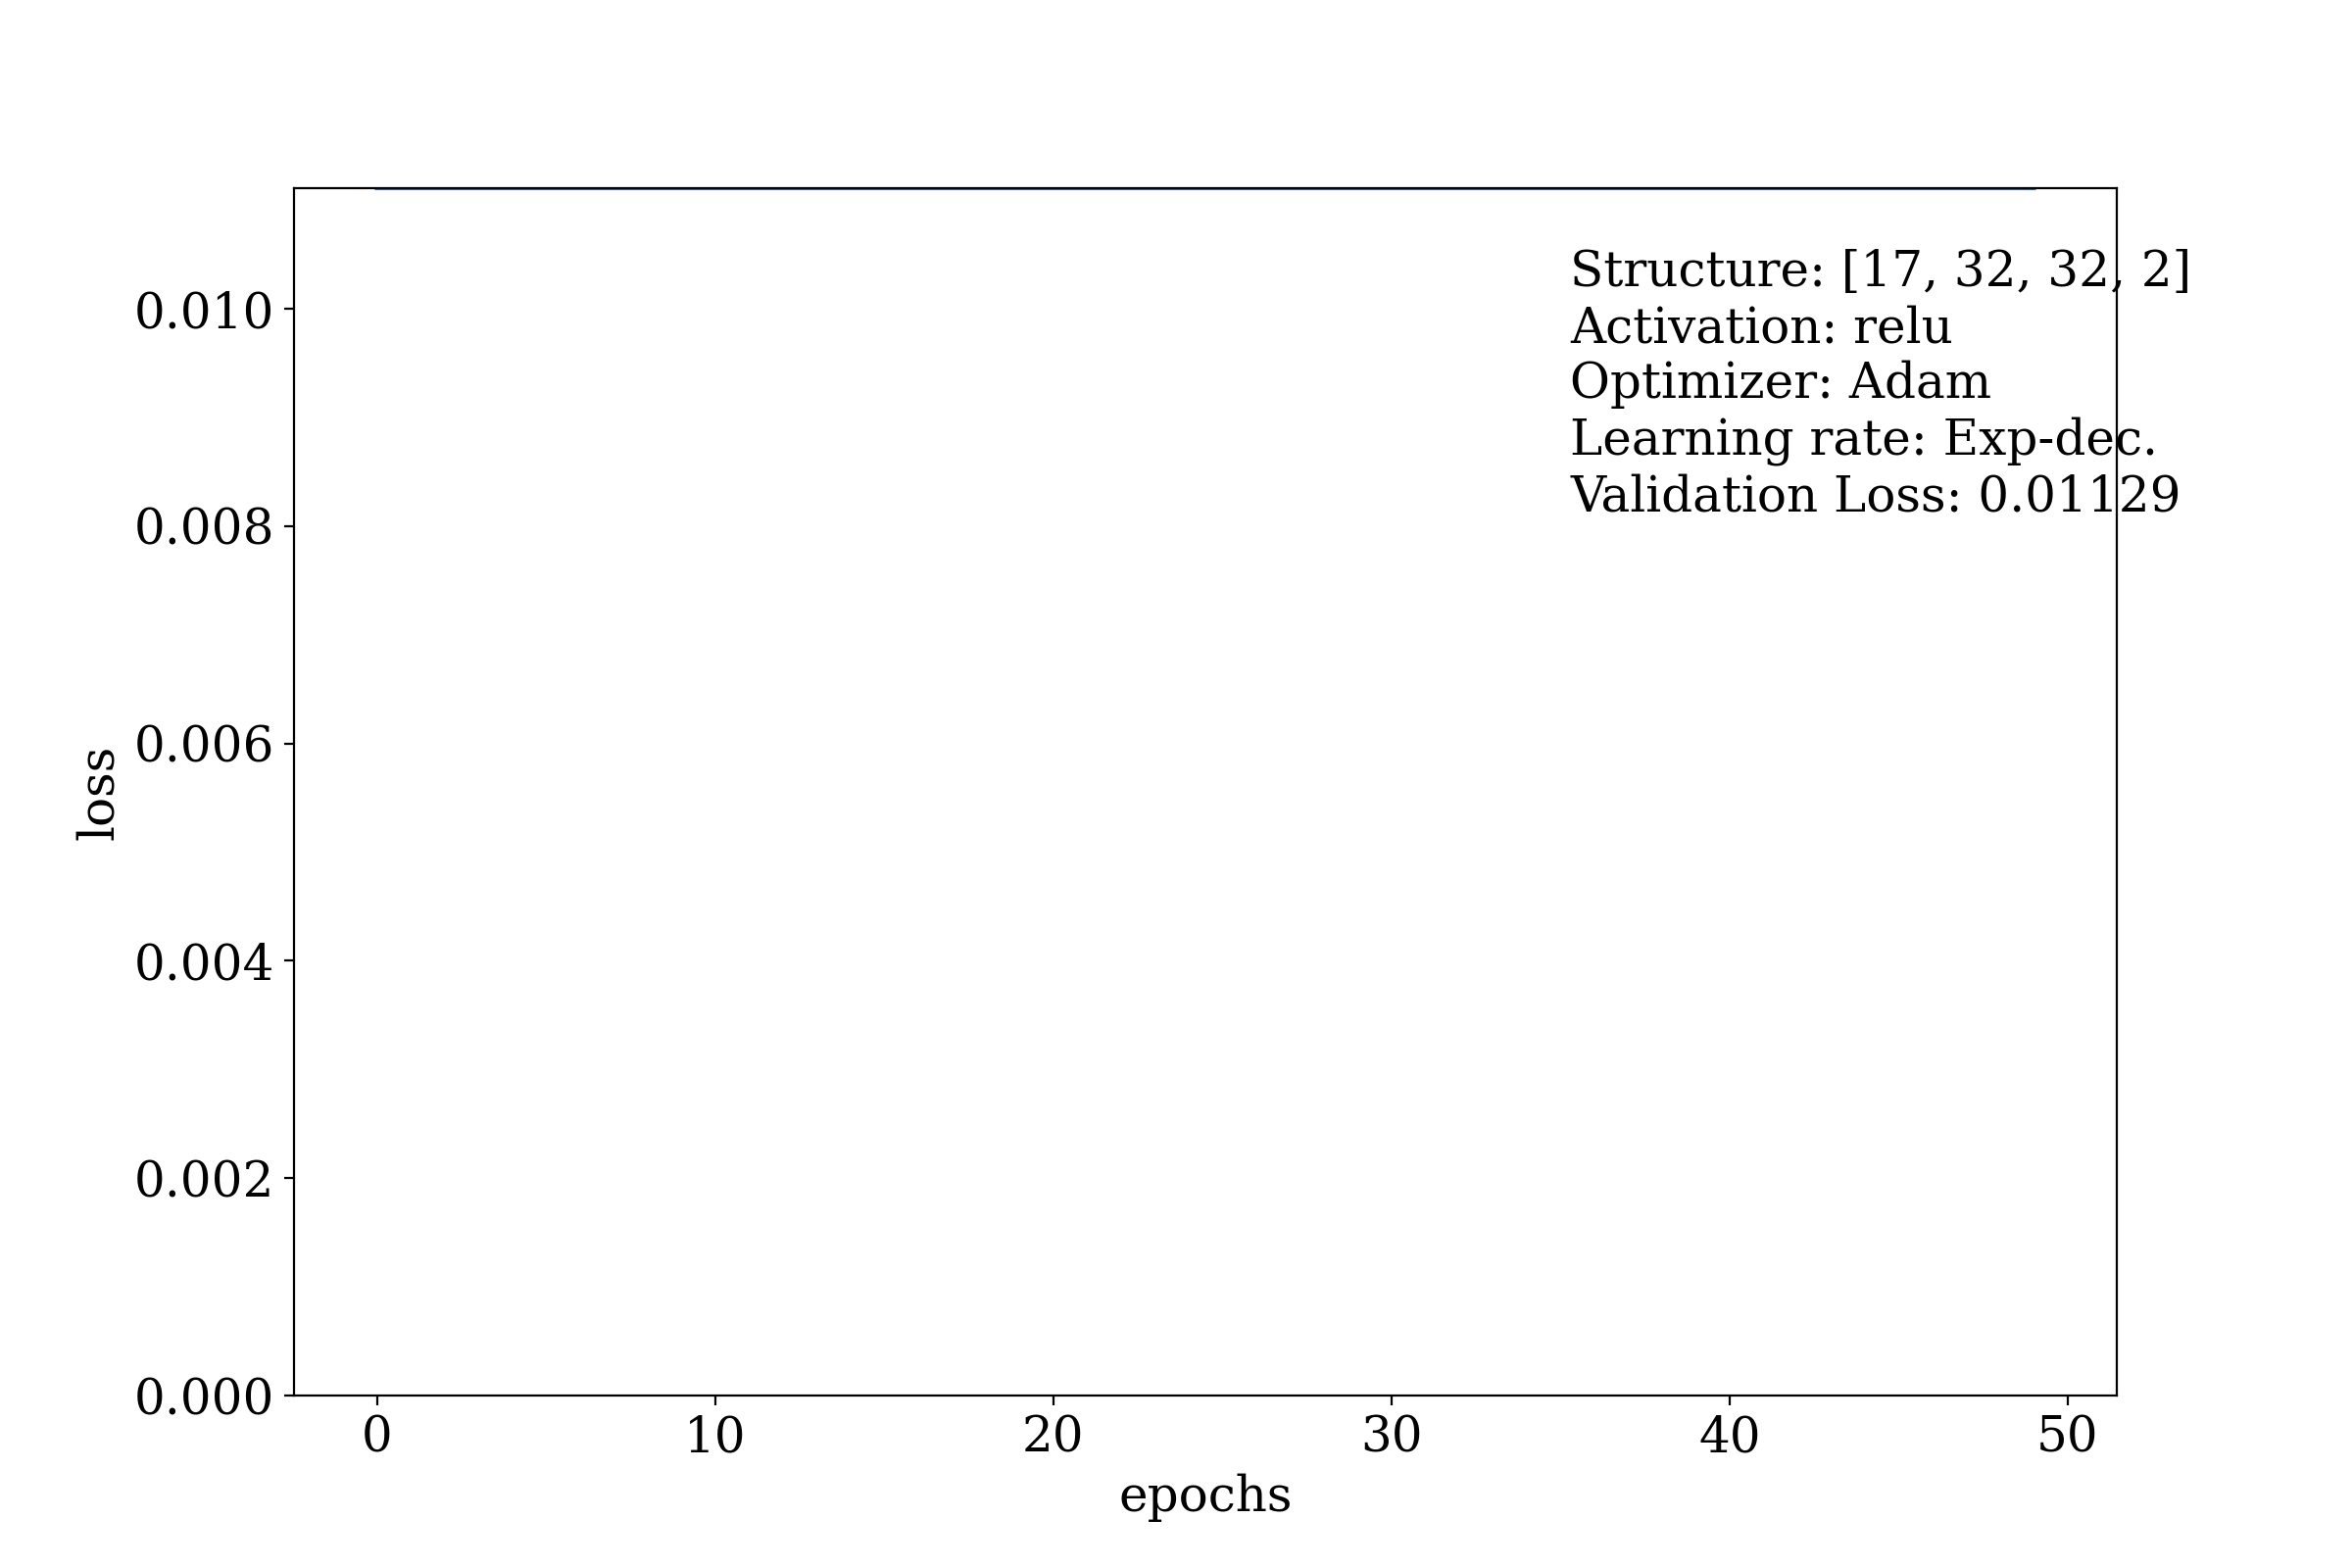 Structure: [17, 32, 32, 2]
Activation: relu
Optimizer: Adam
Learning rate: Exp-dec.
Validation Loss: 0.01129
0.010
0.008
0.006
0.004
0.002
0.000
loss
0 10 20 30 40 50
epochs